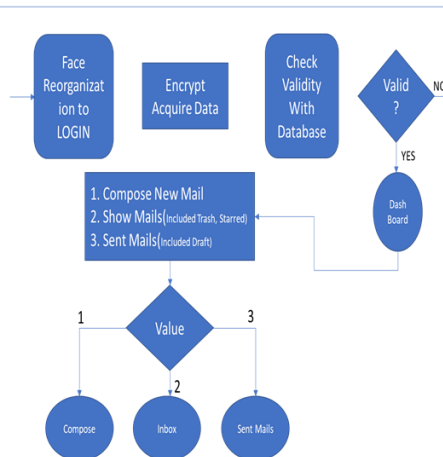 Face
Reorganizat
ion to
LOGIN
Encrypt
Acquire Data
Check
Validity
With
Database
Valid
?
NO
YES
Dash
Board
1. Compose New Mail
2. Show Mails(Included Trash, Starred)
3. Sent Mails(Included Draft)
Value
1
2
3
Compose
Inbox
Sent Mails